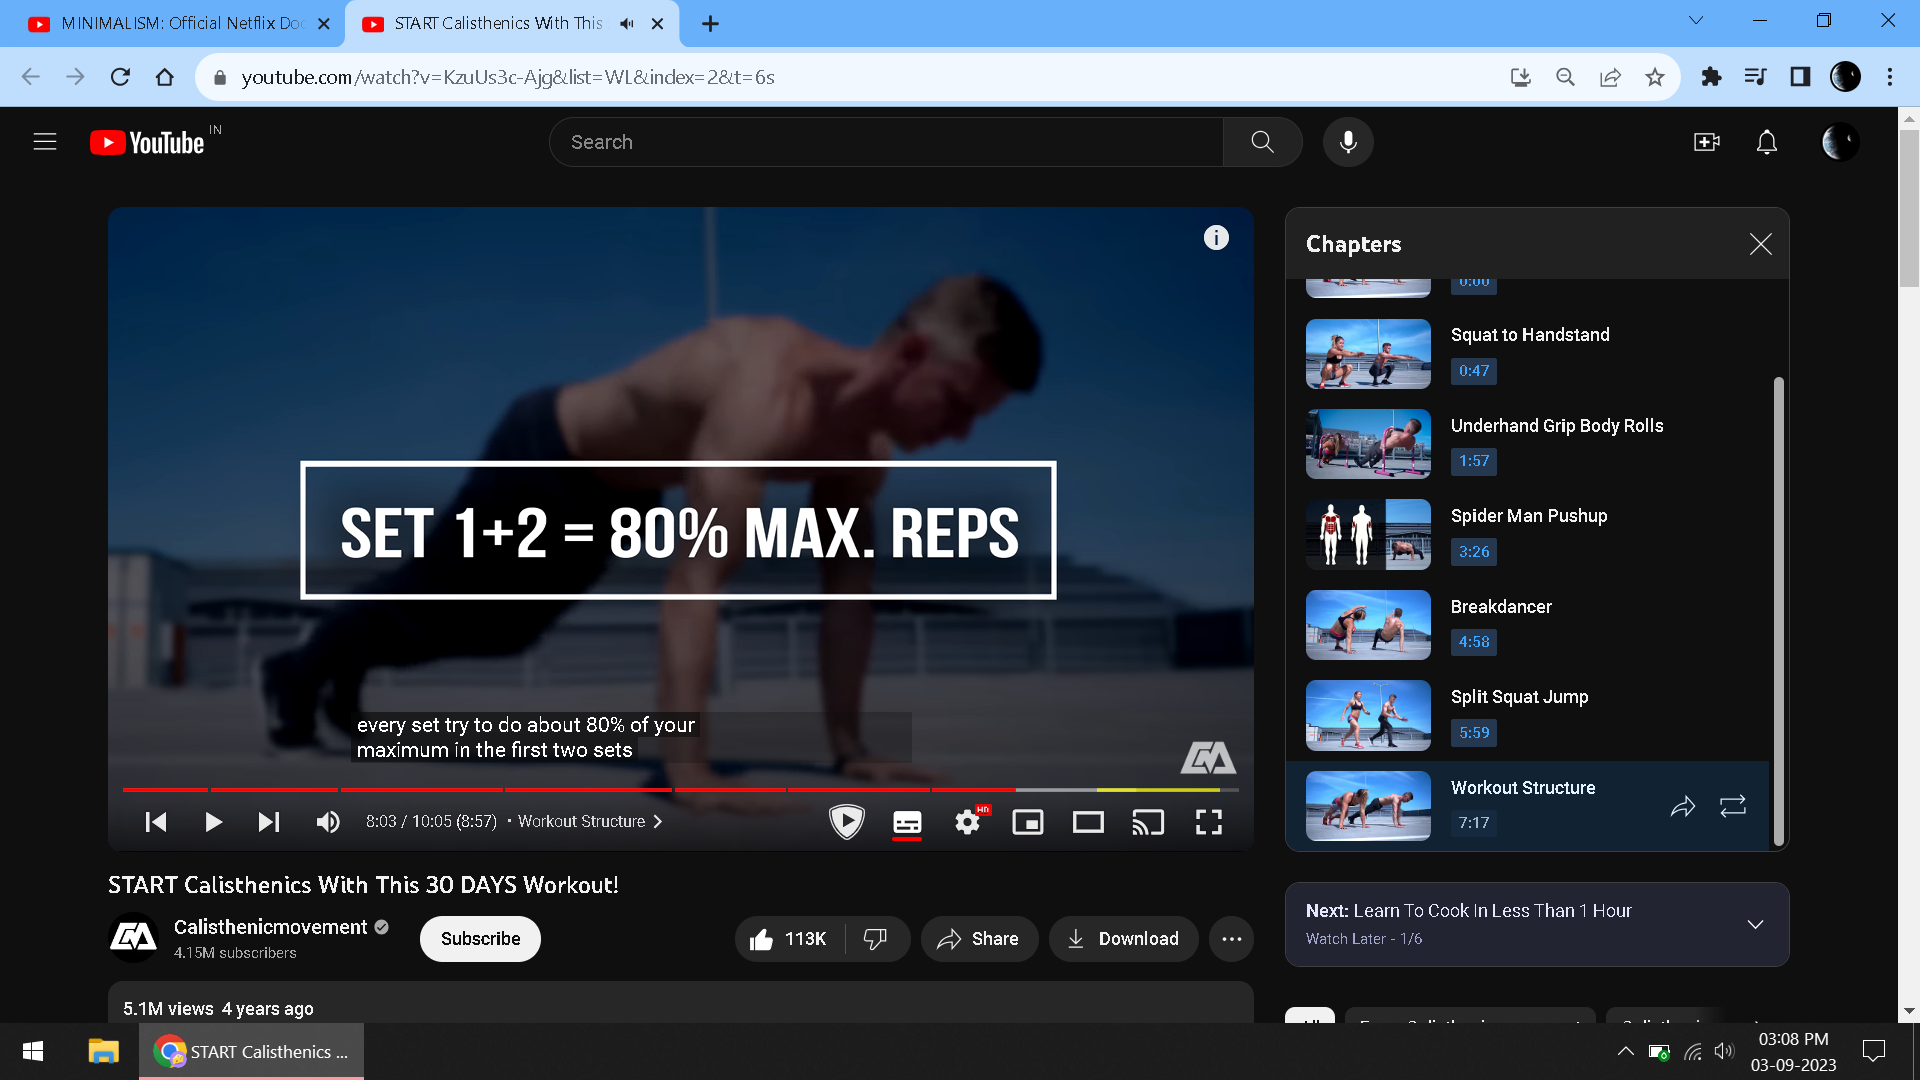 MINIMALISM: Official Netflix Doc
START Calisthenics With This
youtube.com/watch?v=KzuUs3c-Ajg&list=WL&index=2&t=6s
YouTube IN
Search
SET 1+2 = 80% MAX. REPS
every set try to do about 80% of your
maximum in the first two sets
8:03 / 10:05 (8:57) • Workout Structure
HD
START Calisthenics With This 30 DAYS Workout!
Calisthenicmovement
4.15M subscribers
Subscribe
113K
Share
Download
5.1M views 4 years ago
Chapters
0:00
Squat to Handstand
0:47
Underhand Grip Body Rolls
1:57
Spider Man Pushup
3:26
Breakdancer
4:58
Split Squat Jump
5:59
Workout Structure
7:17
Next: Learn To Cook In Less Than 1 Hour
Watch Later - 1/6
START Calisthenics ...
03:08 PM
03-09-2023